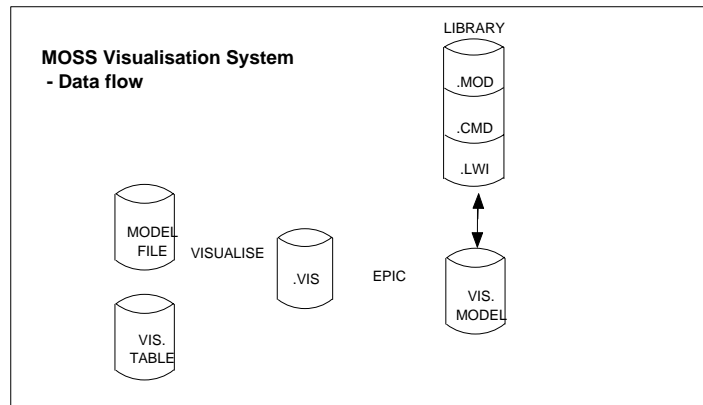 LIBRARY
MOSS Visualisation System
- Data flow
.MOD
.CMD
.LWI
MODEL
FILE
VISUALISE
.VIS
EPIC
VIS.
MODEL
VIS.
TABLE